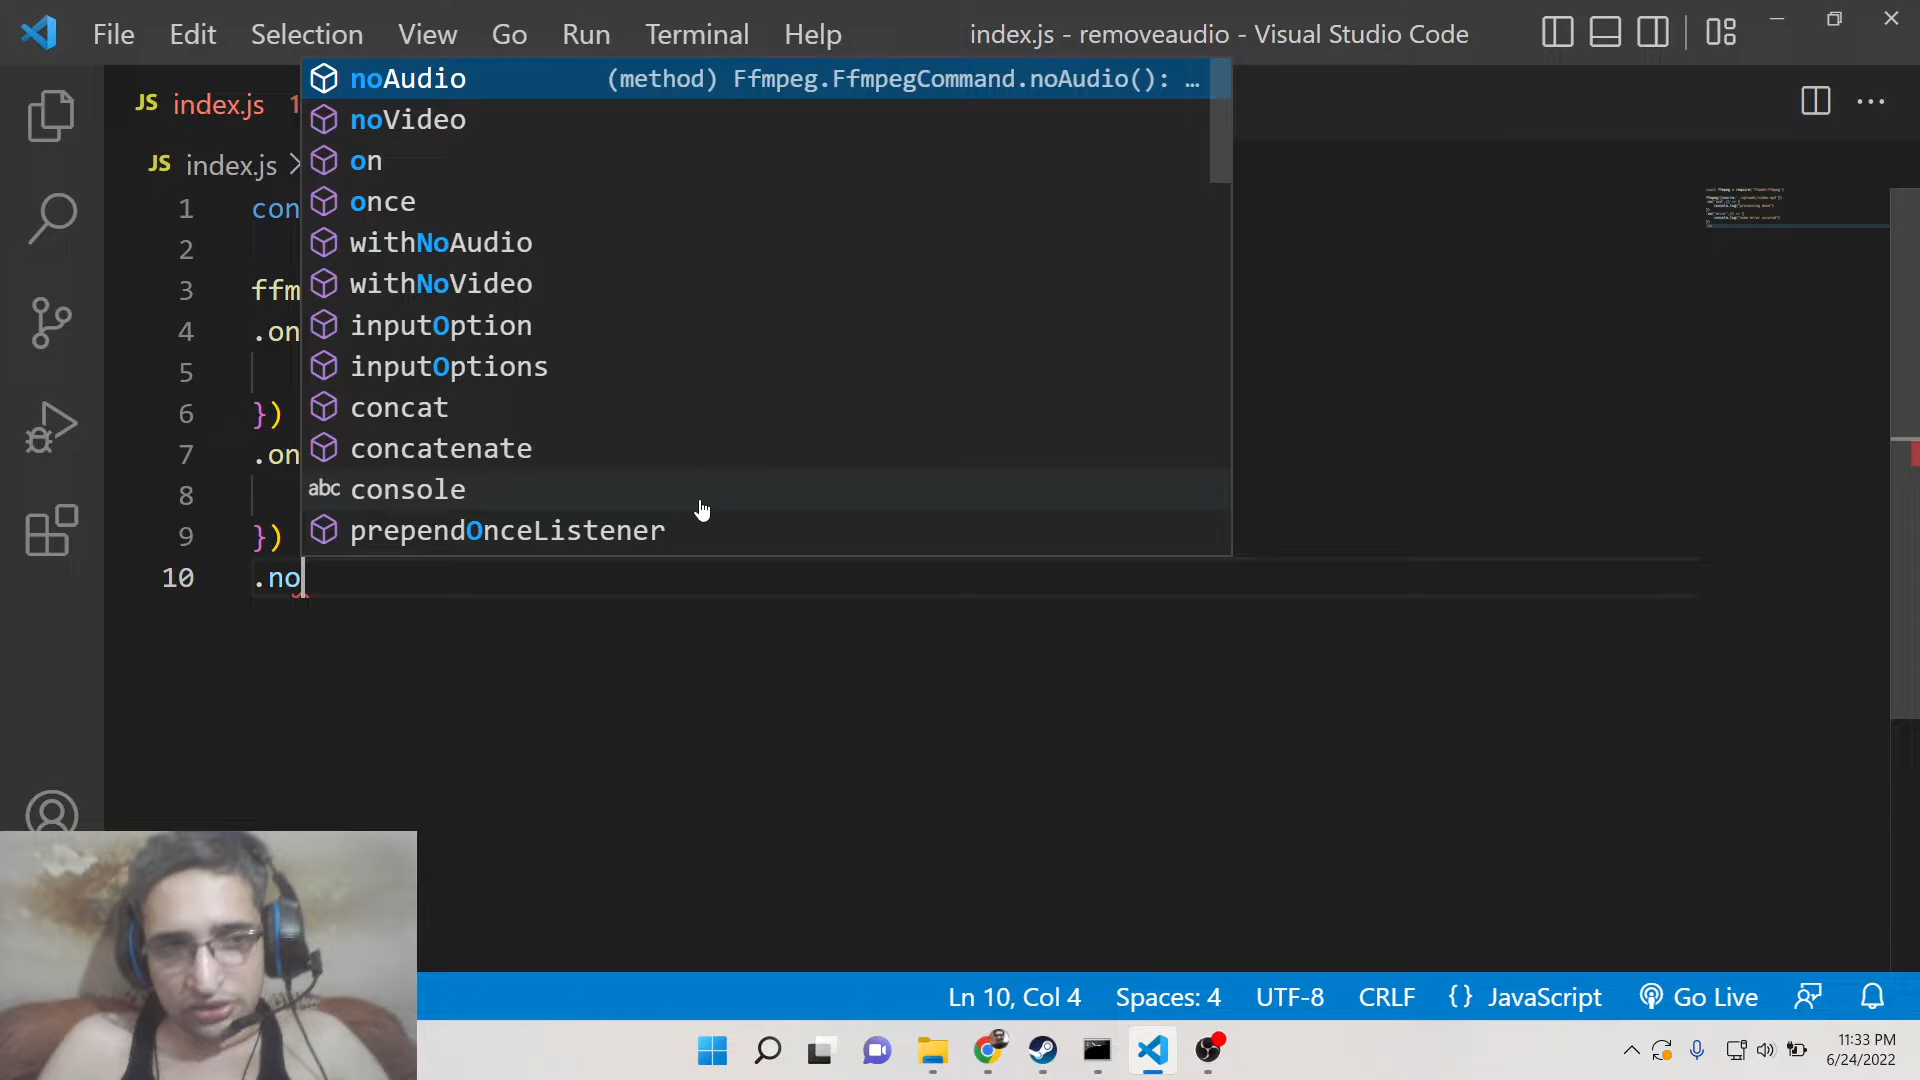 File Edit Selection View Go Run Terminal Help index.js - removeaudio - Visual Studio Code
JS index.js 1
noAudio (method) Ffmpeg.FfmpegCommand.noAudio(): …
noVideo
JS index.js >
on
1 con
once
2
withNoAudio
3 ffm
withNoVideo
4 .on
inputOption
5
inputOptions
6 })
concat
7 .on
concatenate
8
abc console
9 })
prependOnceListener
10 .no
Ln 10, Col 4 Spaces: 4 UTF-8 CRLF {} JavaScript Go Live
11:33 PM
6/24/2022